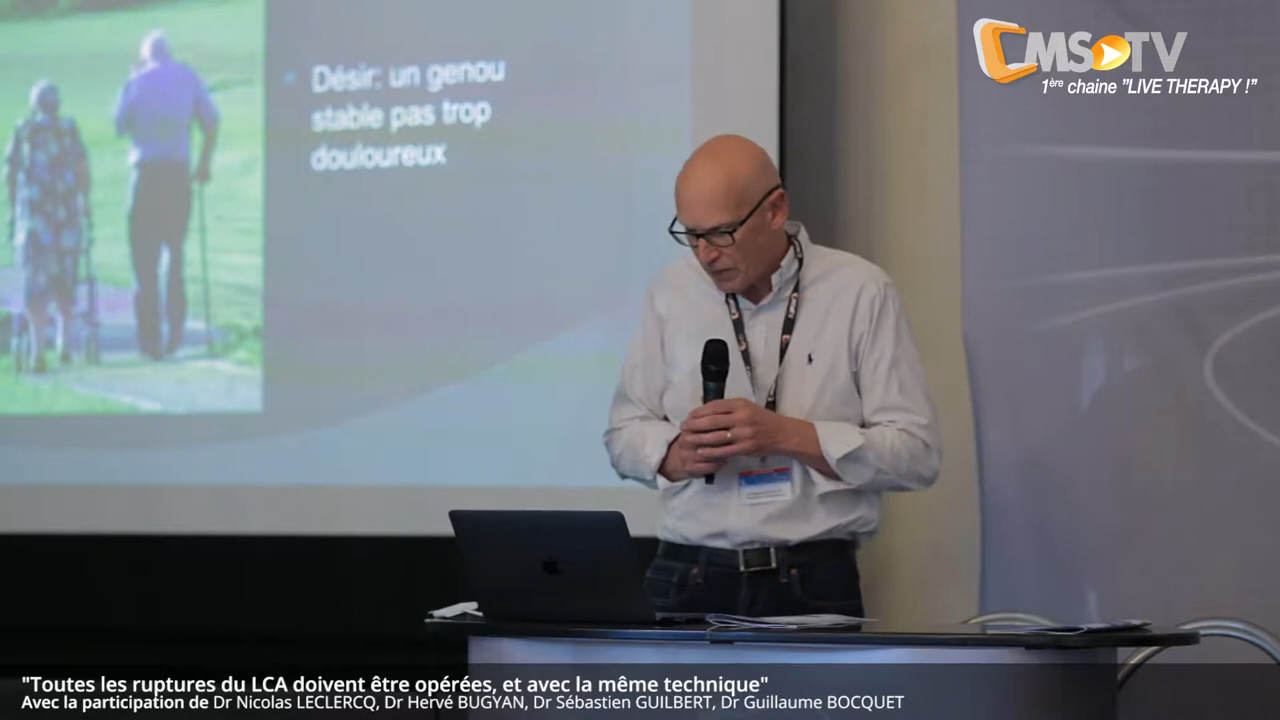 CMS TV
1ère chaine "LIVE THERAPY !"
Désir: un genou
stable pas trop
douloureux
"Toutes les ruptures du LCA doivent être opérées, et avec la même technique"
Avec la participation de Dr Nicolas LECLERCQ, Dr Hervé BUGYAN, Dr Sébastien GUILBERT, Dr Guillaume BOCQUET